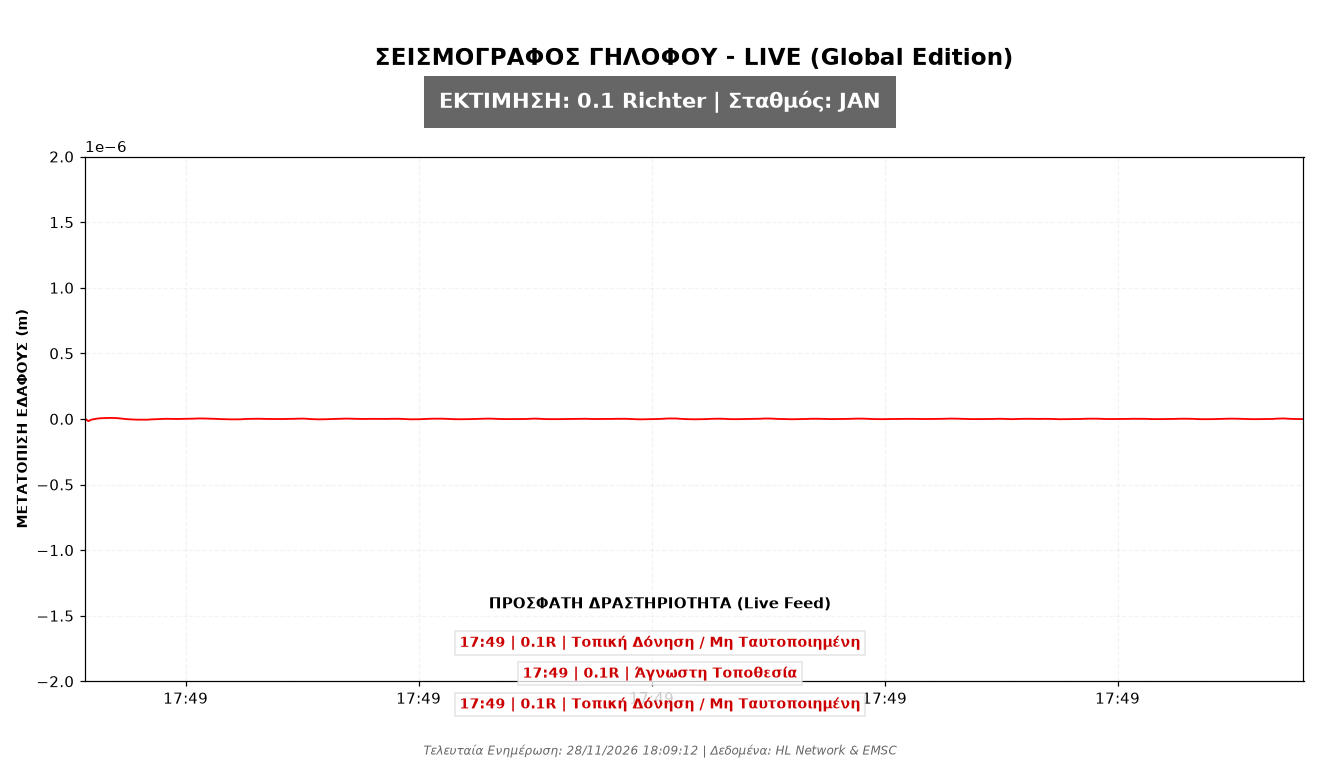 ΣΕΙΣΜΟΓΡΑΦΟΣ ΓΗΛΟΦΟΥ - LIVE (Global Edition)
ΕΚΤΙΜΗΣΗ: 0.1 Richter | Σταθμός: JAN
1e−6
2.0
1.5
1.0
0.5
0.0
−0.5
−1.0
−1.5
−2.0
ΜΕΤΑΤΟΠΙΣΗ ΕΔΑΦΟΥΣ (m)
ΠΡΟΣΦΑΤΗ ΔΡΑΣΤΗΡΙΟΤΗΤΑ (Live Feed)
17:49 | 0.1R | Τοπική Δόνηση / Μη Ταυτοποιημένη
17:49 | 0.1R | Άγνωστη Τοποθεσία
17:49 | 0.1R | Τοπική Δόνηση / Μη Ταυτοποιημένη
17:49 17:49 17:49 17:49 17:49
Τελευταία Ενημέρωση: 28/11/2026 18:09:12 | Δεδομένα: HL Network & EMSC